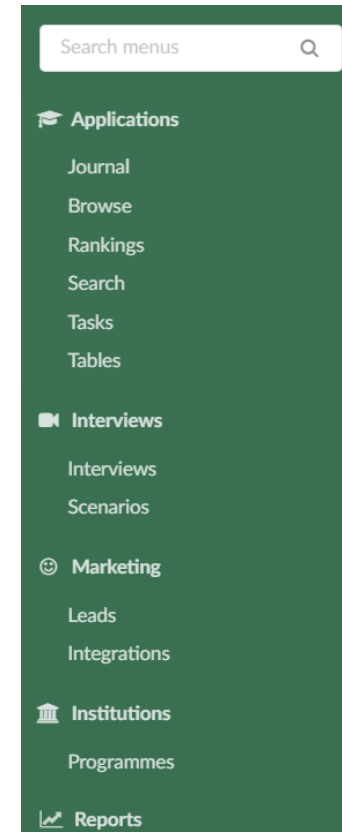 Search menus
Applications
Journal
Browse
Rankings
Search
Tasks
Tables
Interviews
Interviews
Scenarios
Marketing
Leads
Integrations
Institutions
Programmes
Reports